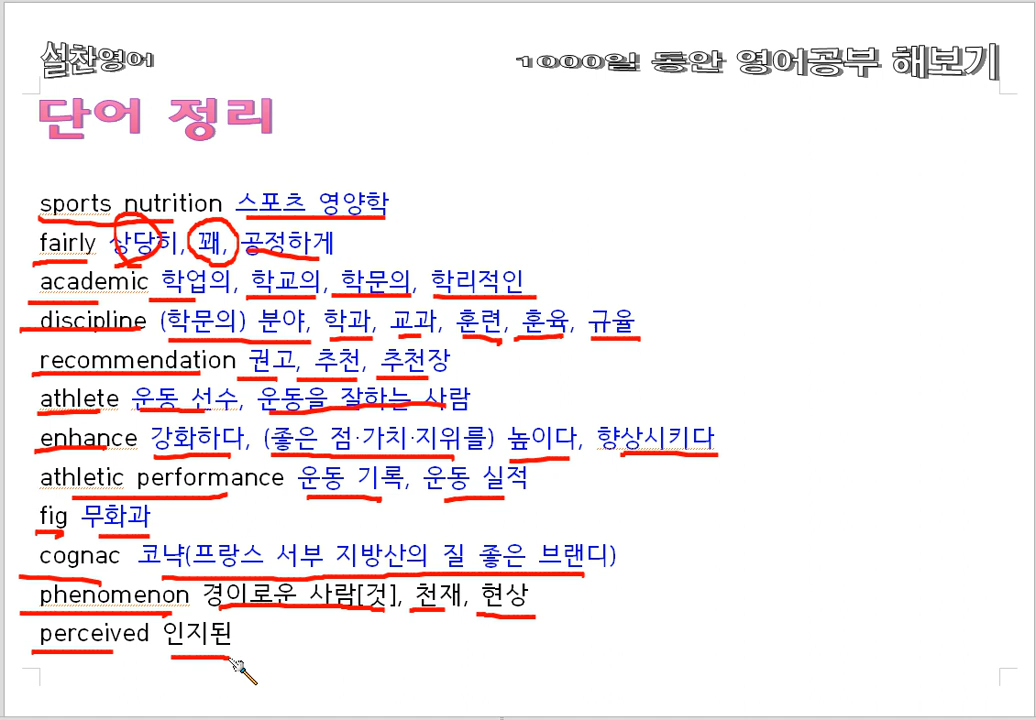 설찬영어
1000일 동안 영어공부 해보기
단어 정리
sports nutrition 스포츠 영양학
fairly 상당히, 꽤, 공정하게
academic 학업의, 학교의, 학문의, 학리적인
discipline (학문의) 분야, 학과, 교과, 훈련, 훈육, 규율
recommendation 권고, 추천, 추천장
athlete 운동 선수, 운동을 잘하는 사람
enhance 강화하다, (좋은 점·가치·지위를) 높이다, 향상시키다
athletic performance 운동 기록, 운동 실적
fig 무화과
cognac 코냑(프랑스 서부 지방산의 질 좋은 브랜디)
phenomenon 경이로운 사람[것], 천재, 현상
perceived 인지된